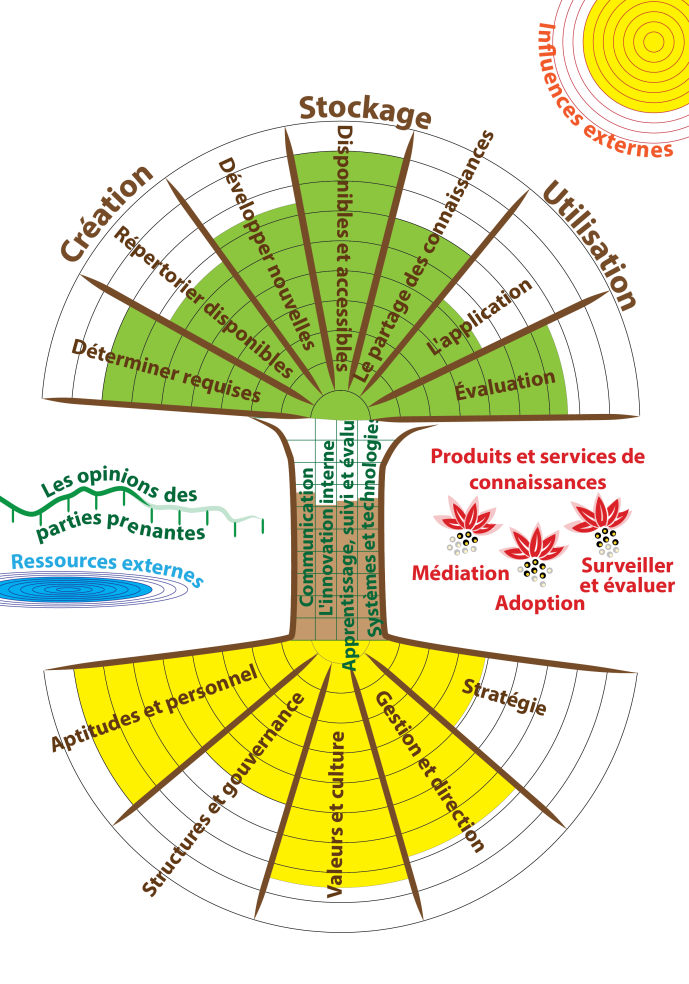 Influences externes
Stockage
Création
Utilisation
Déterminer requises
Répertorier disponibles
Développer nouvelles
Disponibles et accessibles
Le partage des connaissances
L'application
Évaluation
Communication
L'innovation interne
Apprentissage, suivi et évalu
Systèmes et technologies
Les opinions des
parties prenantes
Ressources externes
Produits et services de
connaissances
Médiation
Adoption
Surveiller
et évaluer
Aptitudes et personnel
Structures et gouvernance
Valeurs et culture
Gestion et direction
Stratégie